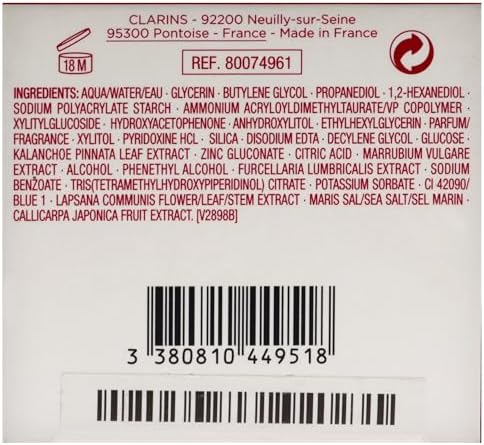 CLARINS - 92200 Neuilly-sur-Seine
95300 Pontoise - France - Made in France
18 M
REF. 80074961
INGREDIENTS: AQUA/WATER/EAU · GLYCERIN · BUTYLENE GLYCOL · PROPANEDIOL · 1,2-HEXANEDIOL ·
SODIUM POLYACRYLATE STARCH · AMMONIUM ACRYLOYLDIMETHYLTAURATE/VP COPOLYMER ·
XYLITYLGLUCOSIDE · HYDROXYACETOPHENONE · ANHYDROXYLITOL · ETHYLHEXYLGLYCERIN · PARFUM/
FRAGRANCE · XYLITOL · PYRIDOXINE HCL · SILICA · DISODIUM EDTA · DECYLENE GLYCOL · GLUCOSE ·
KALANCHOE PINNATA LEAF EXTRACT · ZINC GLUCONATE · CITRIC ACID · MARRUBIUM VULGARE
EXTRACT · ALCOHOL · PHENETHYL ALCOHOL · FURCELLARIA LUMBRICALIS EXTRACT · SODIUM
BENZOATE · TRIS(TETRAMETHYLHYDROXYPIPERIDINOL) CITRATE · POTASSIUM SORBATE · CI 42090/
BLUE 1 · LAPSANA COMMUNIS FLOWER/LEAF/STEM EXTRACT · MARIS SAL/SEA SALT/SEL MARIN ·
CALLICARPA JAPONICA FRUIT EXTRACT. [V2898B]
3 380810 449518